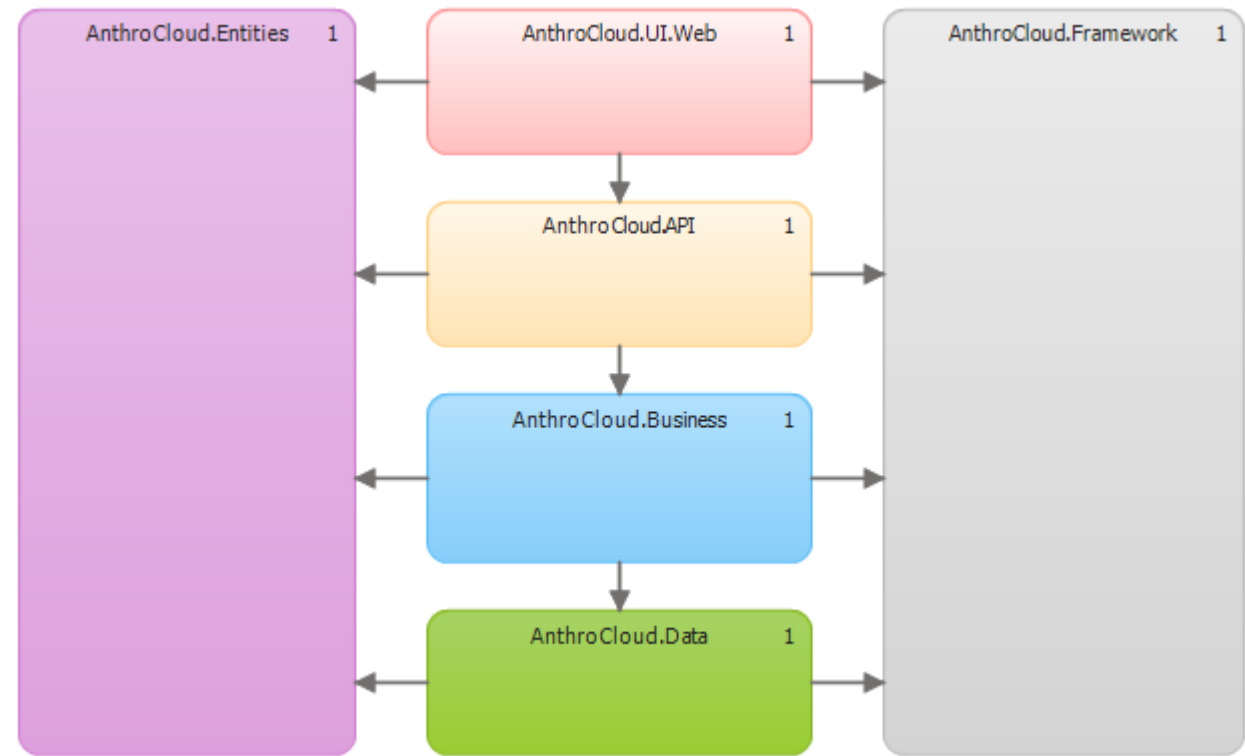 AnthroCloud.Entities 1
AnthroCloud.UI.Web 1
AnthroCloud.Framework 1
AnthroCloud.API 1
AnthroCloud.Business 1
AnthroCloud.Data 1